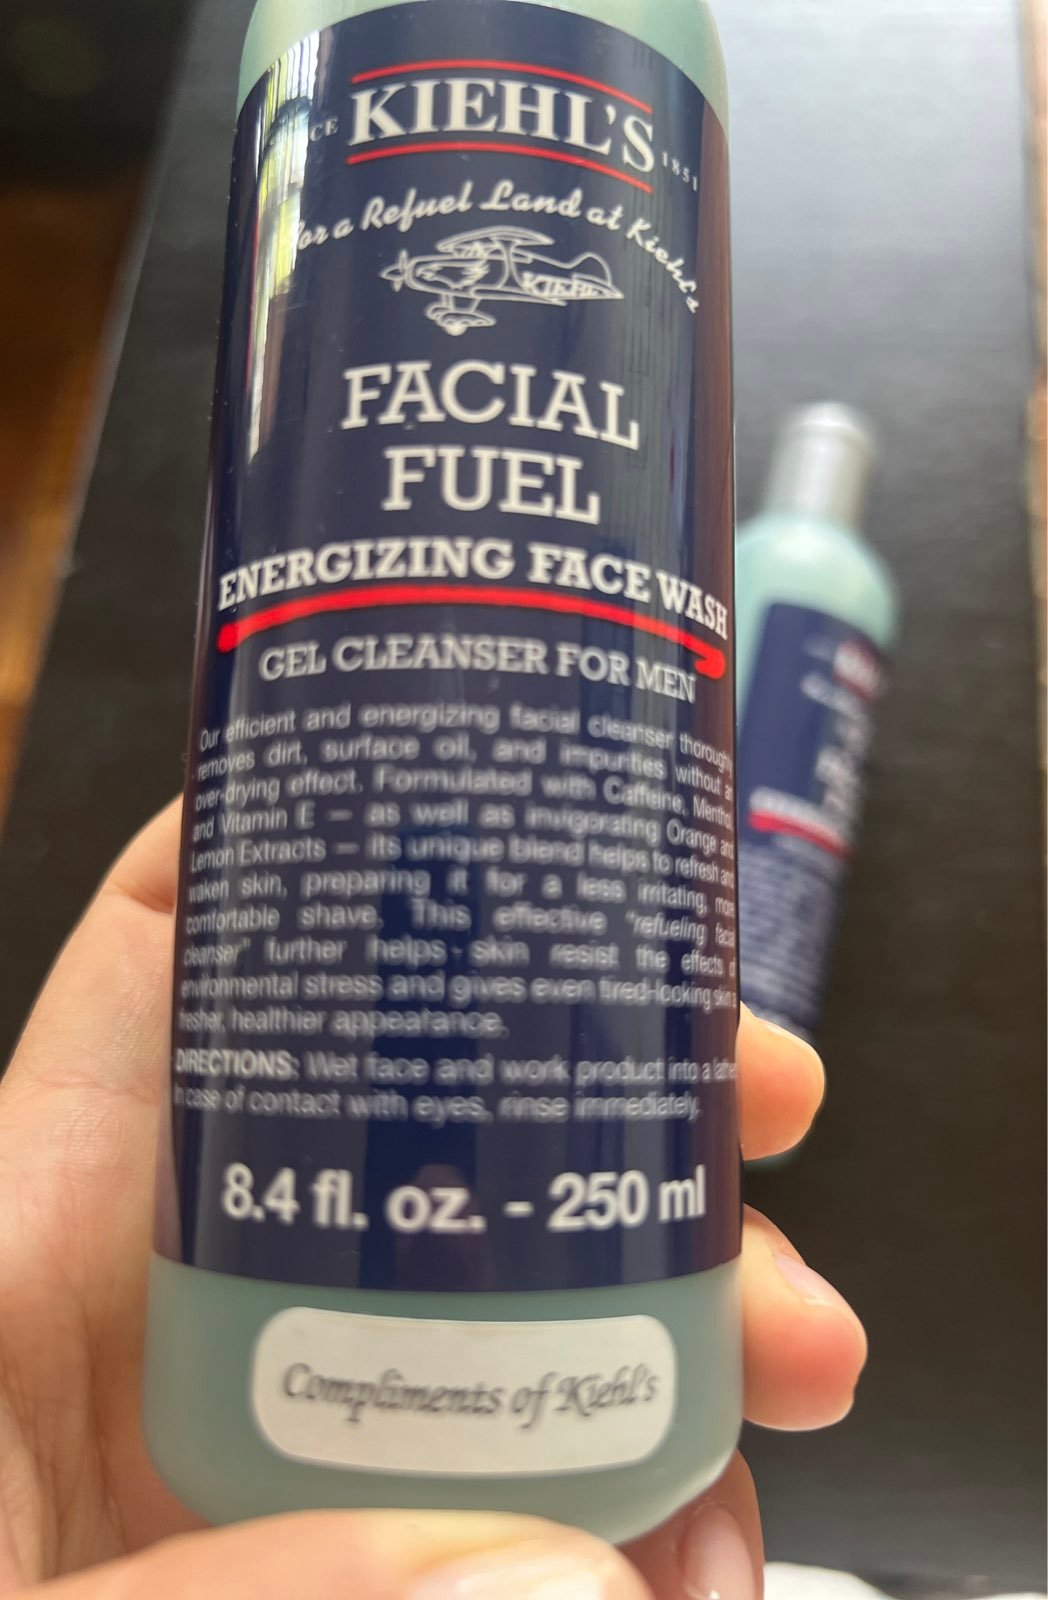 CE KIEHL'S 1851
For a Refuel Land at Kiehl's
KIEHL
FACIAL
FUEL
ENERGIZING FACE WASH
GEL CLEANSER FOR MEN
Our efficient and energizing facial cleanser thorough
removes dirt, surface oil, and impurities without an
over-drying effect. Formulated with Caffeine, Menthol
and Vitamin E — as well as invigorating Orange and
Lemon Extracts — its unique blend helps to refresh and
waken skin, preparing it for a less irritating, more
comfortable shave. This effective "refueling facial
cleanser" further helps skin resist the effects of
environmental stress and gives even tired-looking skin a
fresher, healthier appearance.
DIRECTIONS: Wet face and work product into a lather.
In case of contact with eyes, rinse immediately.
8.4 fl. oz. - 250 ml
Compliments of Kiehl's